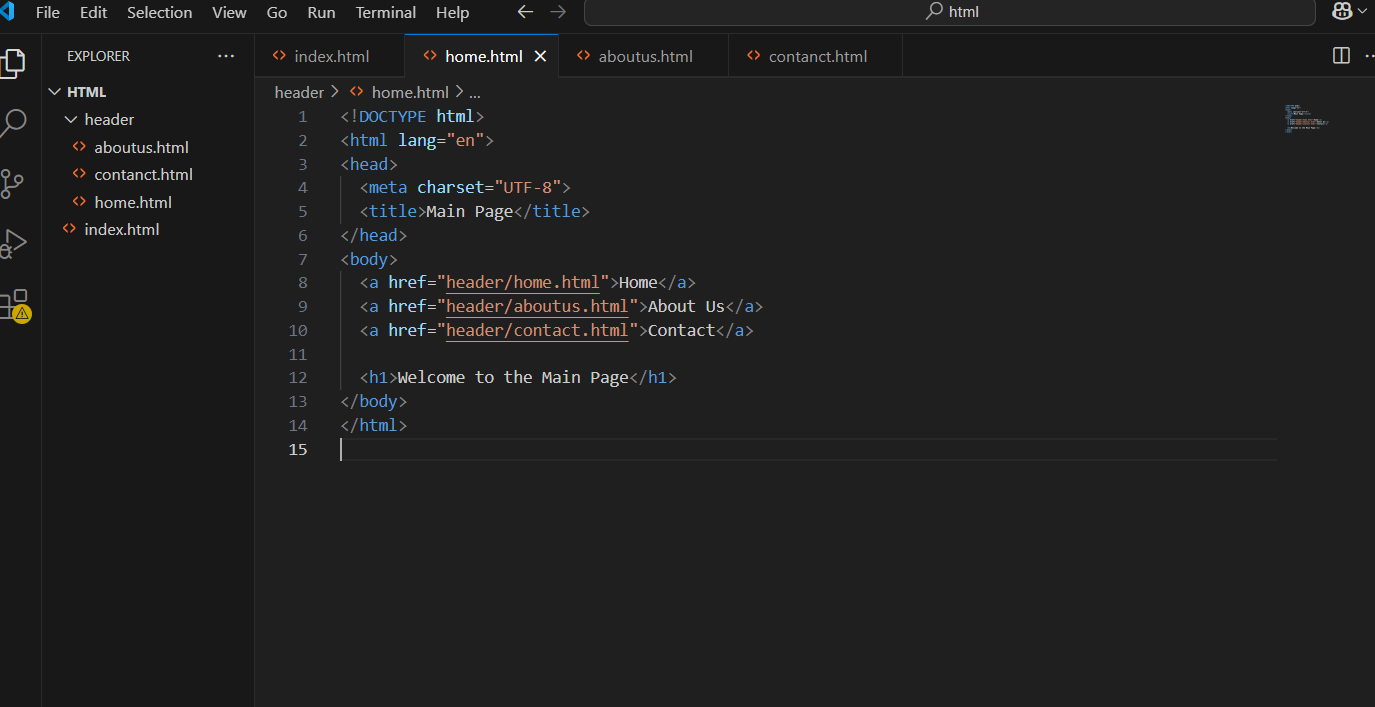 File Edit Selection View Go Run Terminal Help html
EXPLORER ...
HTML
header
aboutus.html
contanct.html
home.html
index.html
index.html home.html aboutus.html contanct.html
header > home.html > ...
1 <!DOCTYPE html>
2 <html lang="en">
3 <head>
4 <meta charset="UTF-8">
5 <title>Main Page</title>
6 </head>
7 <body>
8 <a href="header/home.html">Home</a>
9 <a href="header/aboutus.html">About Us</a>
10 <a href="header/contact.html">Contact</a>
11
12 <h1>Welcome to the Main Page</h1>
13 </body>
14 </html>
15